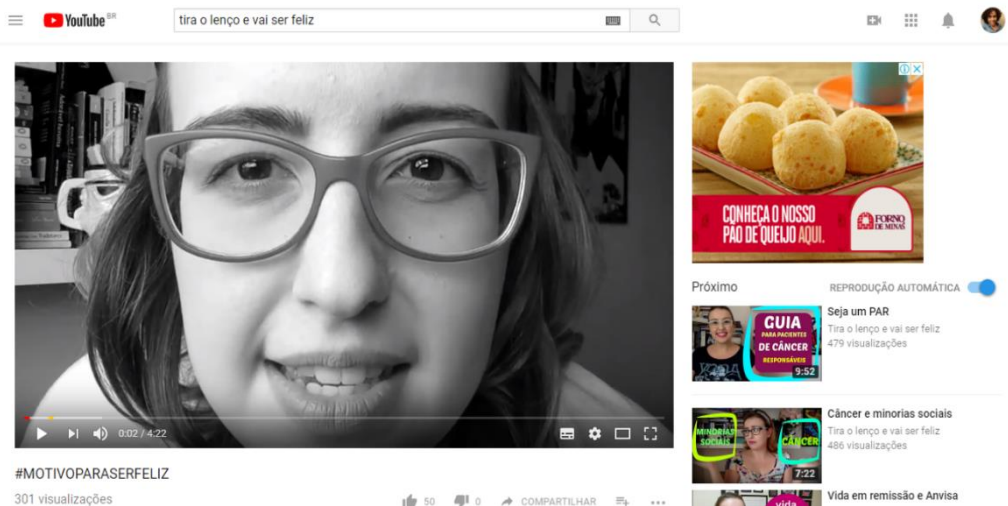 YouTube BR
tira o lenço e vai ser feliz
CONHEÇA O NOSSO
PÃO DE QUEIJO AQUI.
FORNO
DE MINAS
Próximo
REPRODUÇÃO AUTOMÁTICA
GUIA
PARA PACIENTES
DE CÂNCER
RESPONSÁVEIS
9:52
Seja um PAR
Tira o lenço e vai ser feliz
479 visualizações
MINORIAS
SOCIAIS
CÂNCER
7:22
Câncer e minorias sociais
Tira o lenço e vai ser feliz
486 visualizações
vida
Vida em remissão e Anvisa
0:02 / 4:22
#MOTIVOPARASERFELIZ
301 visualizações
50
0
COMPARTILHAR